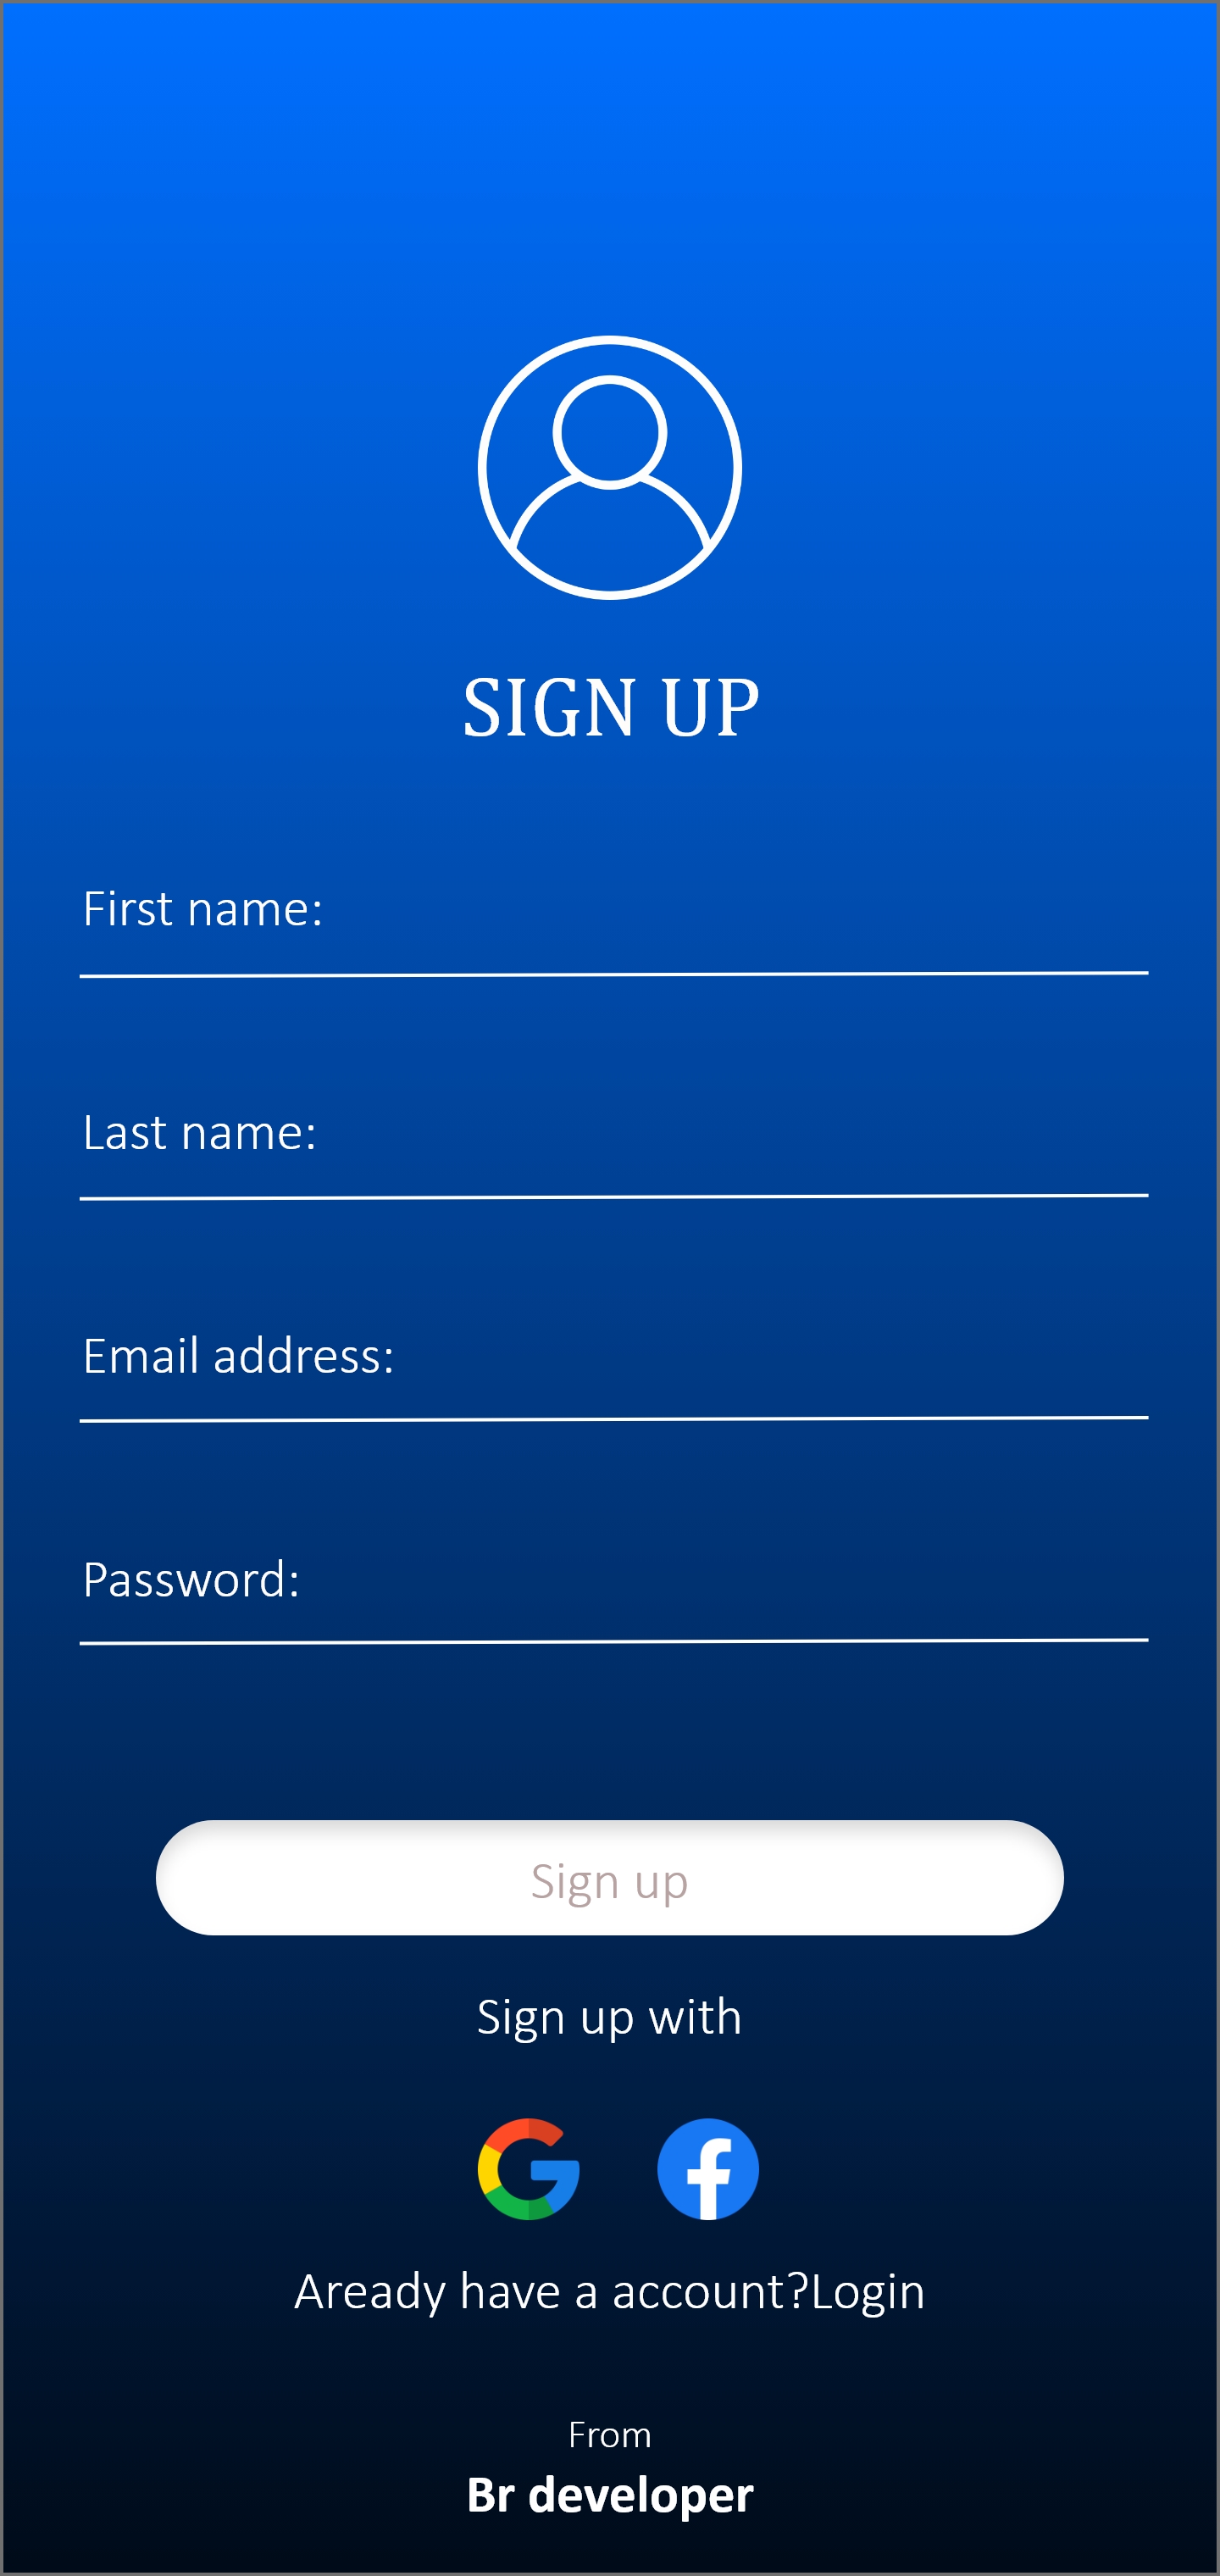 SIGN UP
First name:
Last name:
Email address:
Password:
Sign up
Sign up with
Aready have a account?Login
From
Br developer